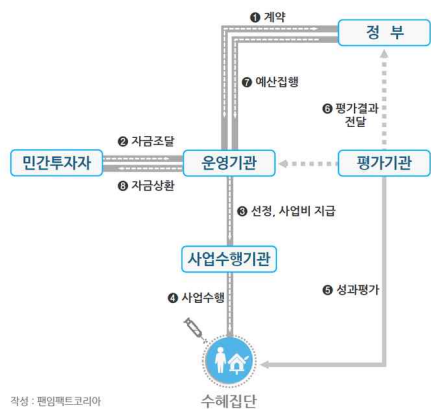 ❶ 계약
정 부
❼ 예산집행
❻ 평가결과
전달
❷ 자금조달
민간투자자
운영기관
평가기관
❽ 자금상환
❸ 선정, 사업비 지급
사업수행기관
❹ 사업수행
❺ 성과평가
수혜집단
작성 : 팬임팩트코리아